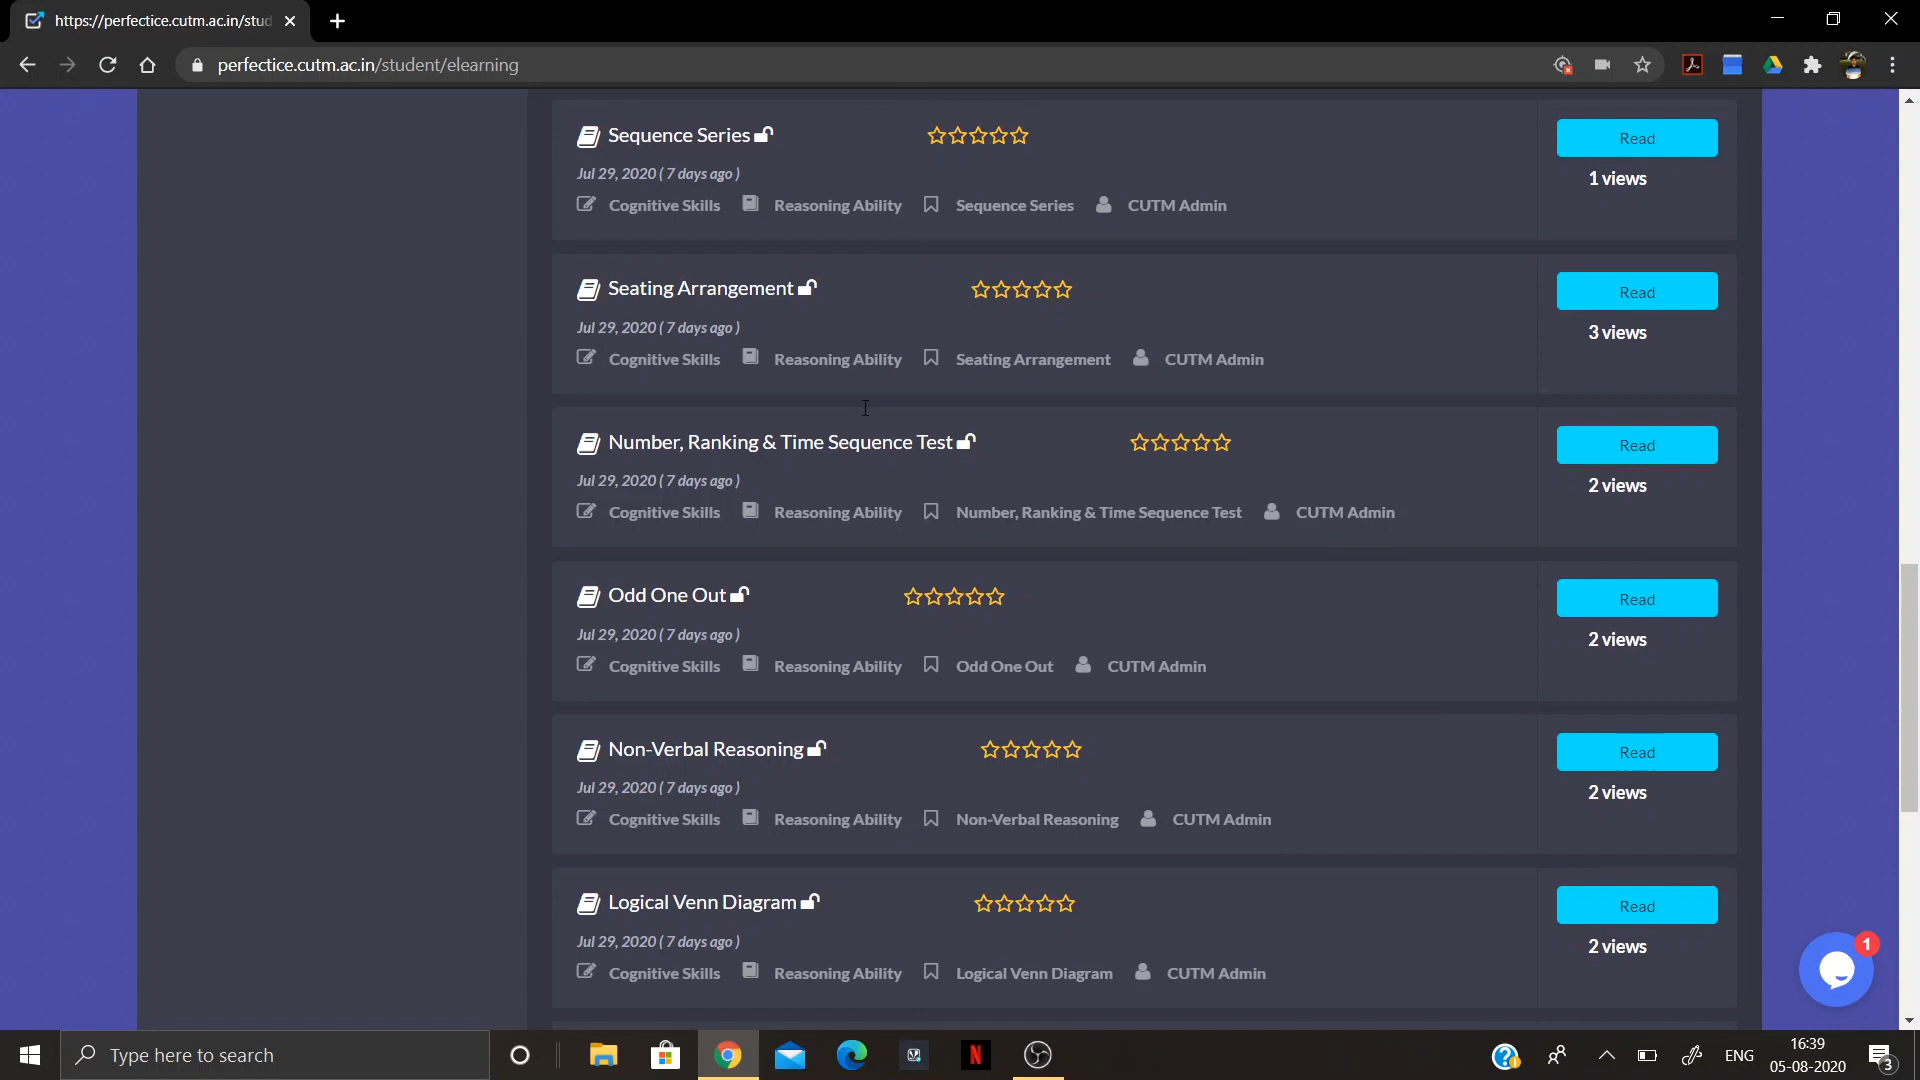 https://perfectice.cutm.ac.in/stud
perfectice.cutm.ac.in/student/elearning
Sequence Series
Read
Jul 29, 2020 ( 7 days ago )
1 views
Cognitive Skills Reasoning Ability Sequence Series CUTM Admin
Seating Arrangement
Read
Jul 29, 2020 ( 7 days ago )
3 views
Cognitive Skills Reasoning Ability Seating Arrangement CUTM Admin
Number, Ranking & Time Sequence Test
Read
Jul 29, 2020 ( 7 days ago )
2 views
Cognitive Skills Reasoning Ability Number, Ranking & Time Sequence Test CUTM Admin
Odd One Out
Read
Jul 29, 2020 ( 7 days ago )
2 views
Cognitive Skills Reasoning Ability Odd One Out CUTM Admin
Non-Verbal Reasoning
Read
Jul 29, 2020 ( 7 days ago )
2 views
Cognitive Skills Reasoning Ability Non-Verbal Reasoning CUTM Admin
Logical Venn Diagram
Read
Jul 29, 2020 ( 7 days ago )
2 views
Cognitive Skills Reasoning Ability Logical Venn Diagram CUTM Admin
1
Type here to search
N
ENG
16:39
05-08-2020
3